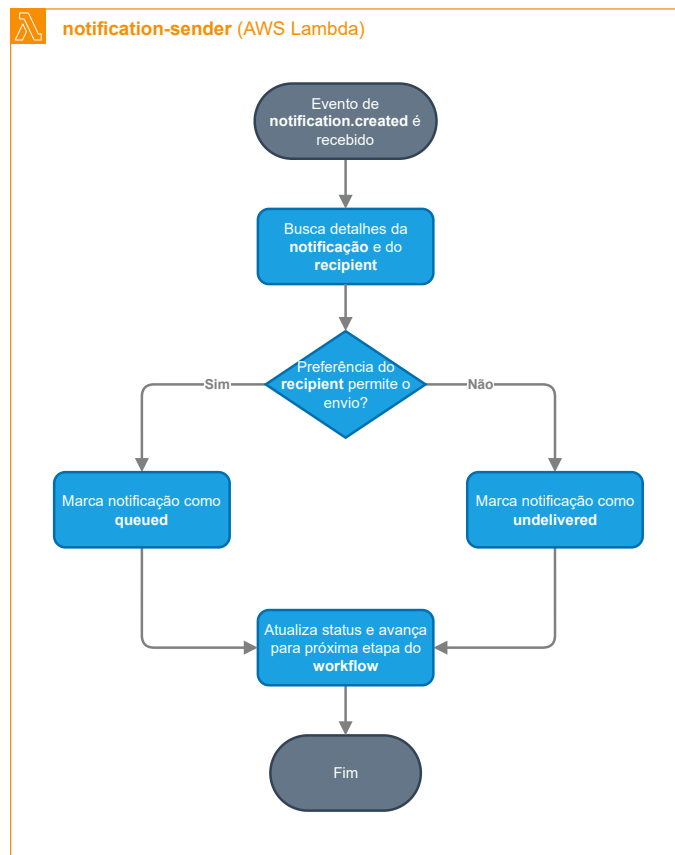 notification-sender (AWS Lambda)
Evento de
notification.created é
recebido
Busca detalhes da
notificação e do
recipient
Preferência do
recipient permite o
envio?
Sim
Não
Marca notificação como
queued
Marca notificação como
undelivered
Atualiza status e avança
para próxima etapa do
workflow
Fim